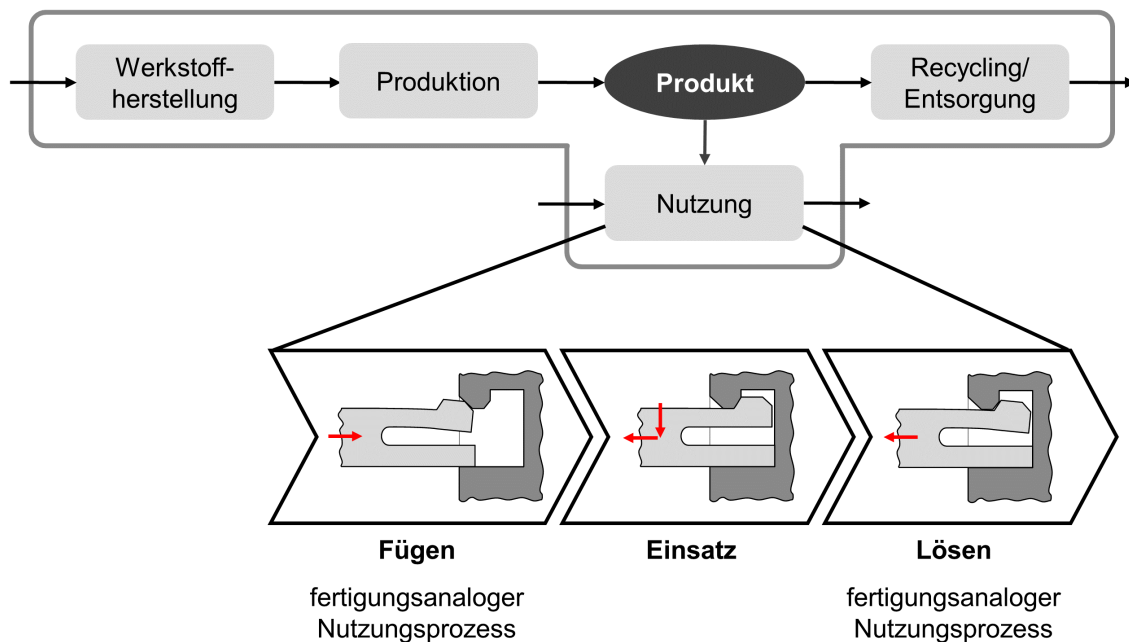 Werkstoff-
herstellung
Produktion
Produkt
Recycling/
Entsorgung
Nutzung
Fügen
Einsatz
Lösen
fertigungsanaloger
Nutzungsprozess
fertigungsanaloger
Nutzungsprozess